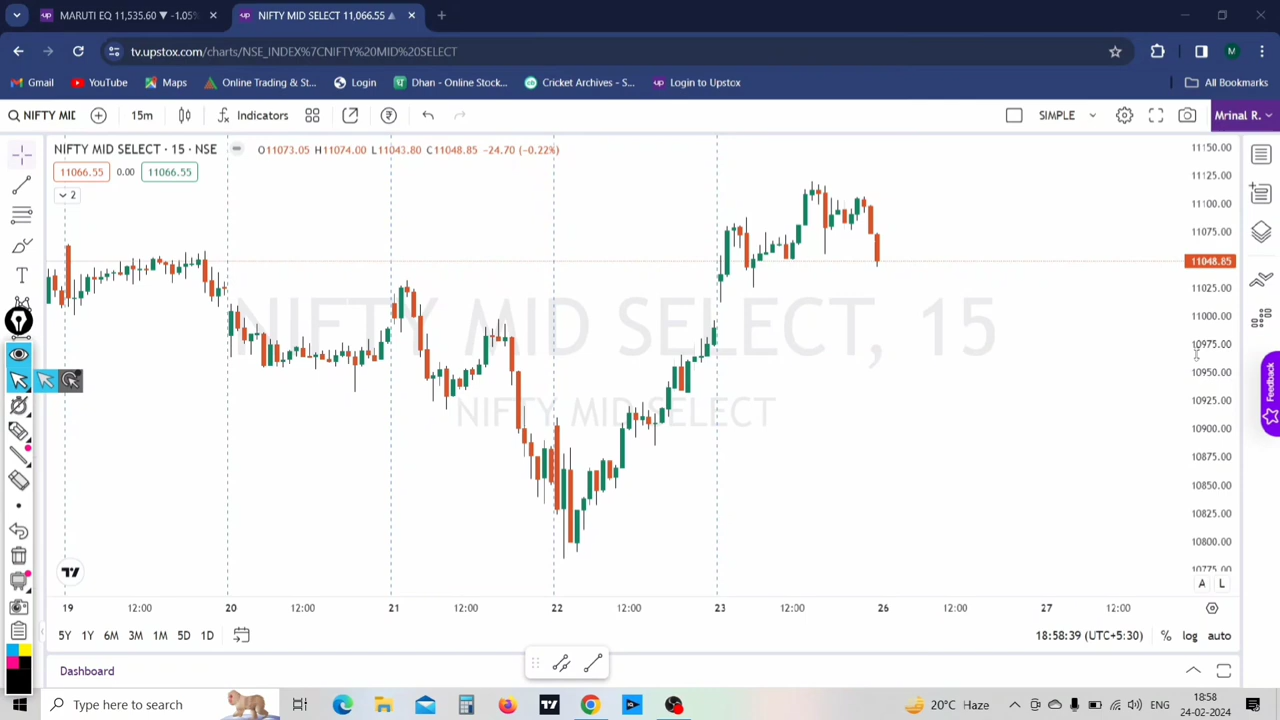 MARUTI EQ 11,535.60 ▼ -1.05%
NIFTY MID SELECT 11,066.55 ▲
tv.upstox.com/charts/NSE_INDEX%7CNIFTY%20MID%20SELECT
M
Gmail YouTube Maps Online Trading & St... Login Dhan - Online Stock... Cricket Archives - S... Login to Upstox All Bookmarks
NIFTY MID 15m Indicators SIMPLE Mrinal R.
NIFTY MID SELECT · 15 · NSE O11073.05 H11074.00 L11043.80 C11048.85 -24.70 (-0.22%)
11066.55 0.00 11066.55
2
NIFTY MID SELECT, 15
NIFTY MID SELECT
11150.00
11125.00
11100.00
11075.00
11048.85
11025.00
11000.00
10975.00
10950.00
10925.00
10900.00
10875.00
10850.00
10825.00
10800.00
10775.00
A L
Feedback
T
19 12:00 20 12:00 21 12:00 22 12:00 23 12:00 26 12:00 27 12:00
5Y 1Y 6M 3M 1M 5D 1D 18:58:39 (UTC+5:30) % log auto
Dashboard
Type here to search 20°C Haze ENG 18:58
24-02-2024